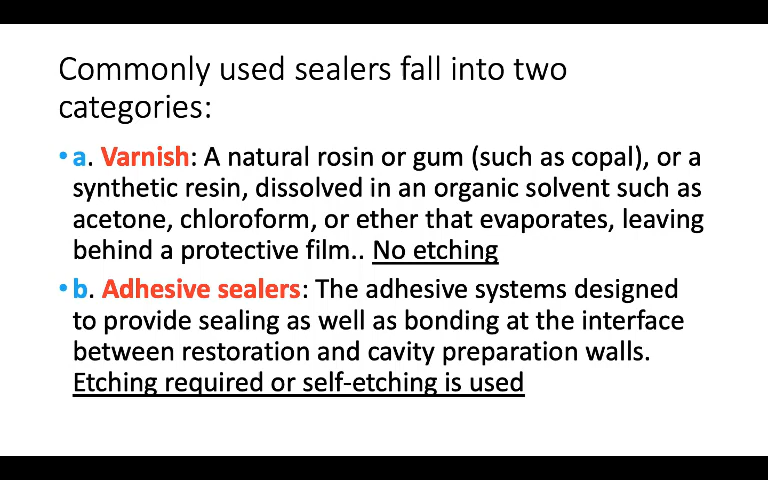 Commonly used sealers fall into two
categories:
• a. Varnish: A natural rosin or gum (such as copal), or a
synthetic resin, dissolved in an organic solvent such as
acetone, chloroform, or ether that evaporates, leaving
behind a protective film.. No etching
• b. Adhesive sealers: The adhesive systems designed
to provide sealing as well as bonding at the interface
between restoration and cavity preparation walls.
Etching required or self-etching is used